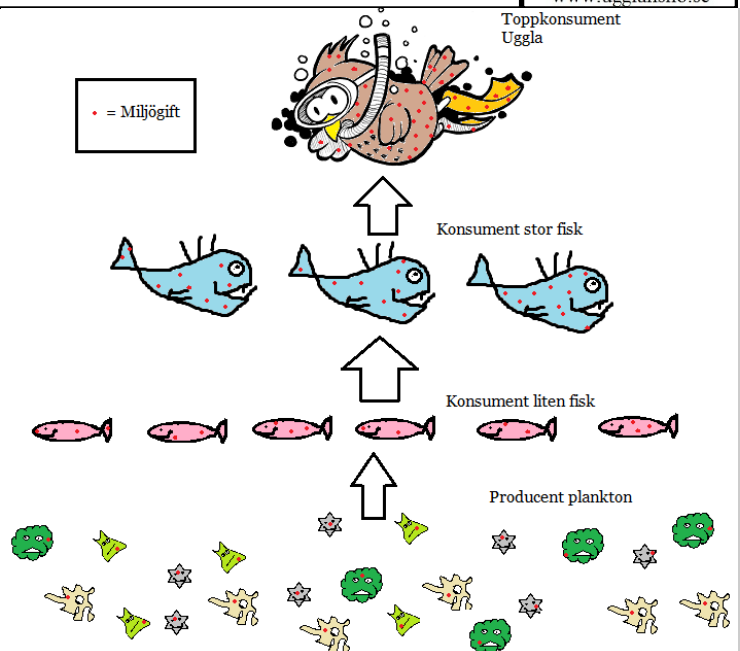 Toppkonsument
Uggla
= Miljögift
Konsument stor fisk
Konsument liten fisk
Producent plankton